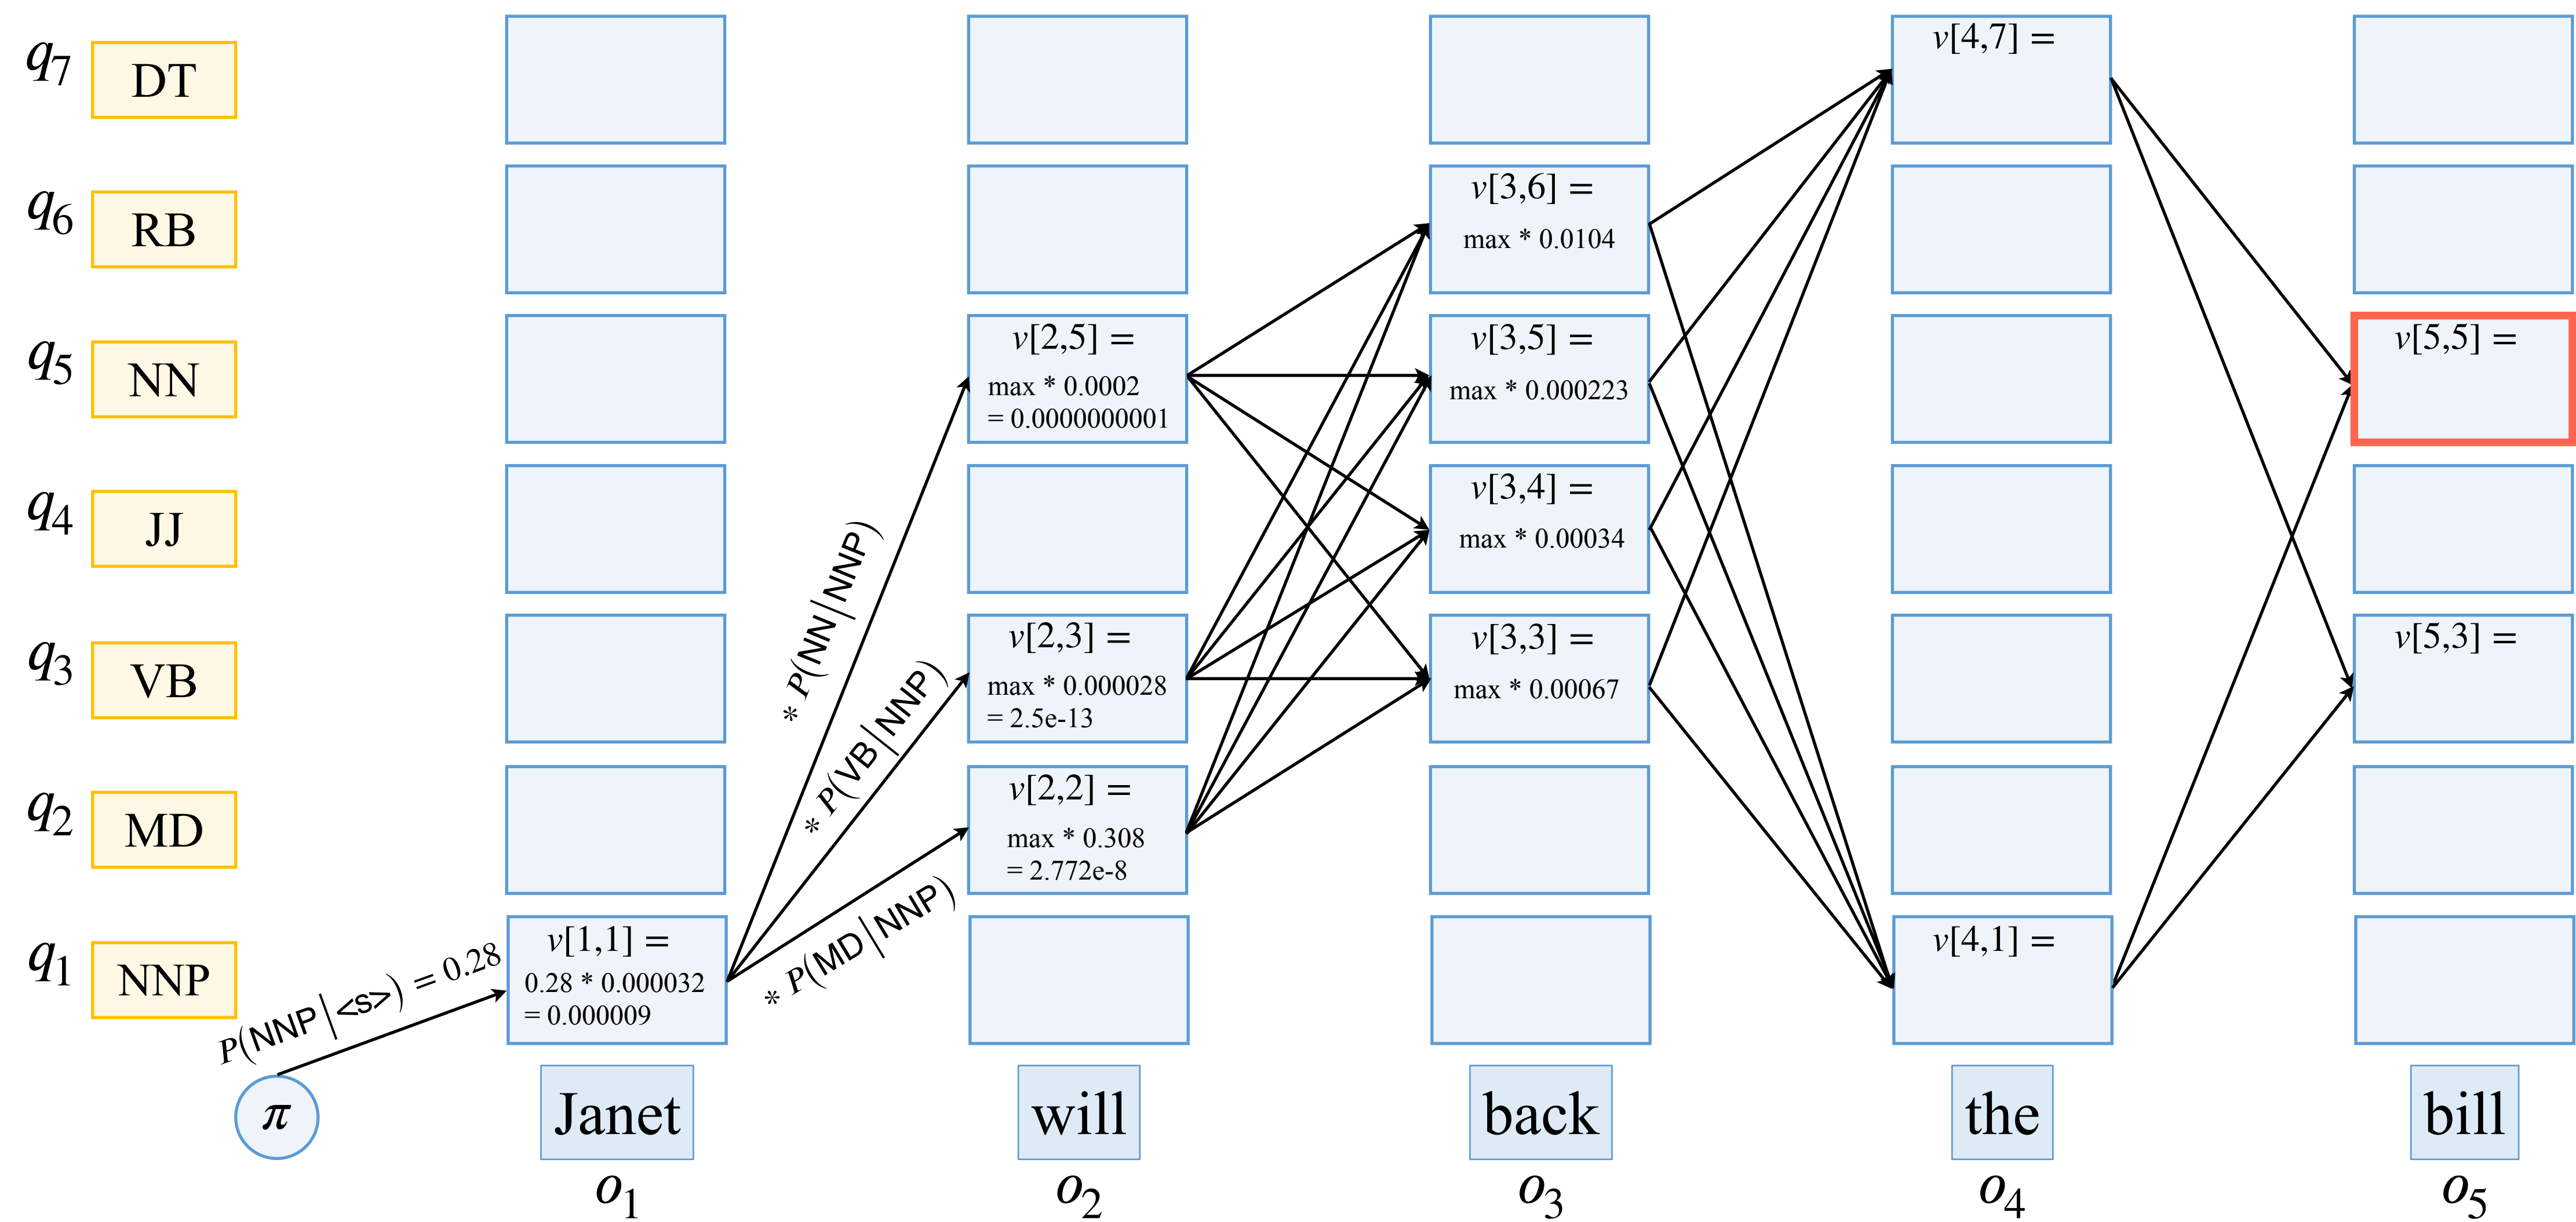 q7 DT
v[4,7] =
q6 RB
v[3,6] =
max * 0.0104
q5 NN
v[2,5] =
max * 0.0002
= 0.0000000001
v[3,5] =
max * 0.000223
v[5,5] =
q4 JJ
v[3,4] =
max * 0.00034
* P(NN|NNP)
q3 VB
* P(VB|NNP)
v[2,3] =
max * 0.000028
= 2.5e-13
v[3,3] =
max * 0.00067
v[5,3] =
q2 MD
v[2,2] =
max * 0.308
= 2.772e-8
* P(MD|NNP)
q1 NNP
P(NNP|<s>) = 0.28
v[1,1] =
0.28 * 0.000032
= 0.000009
v[4,1] =
π Janet will back the bill
o1 o2 o3 o4 o5